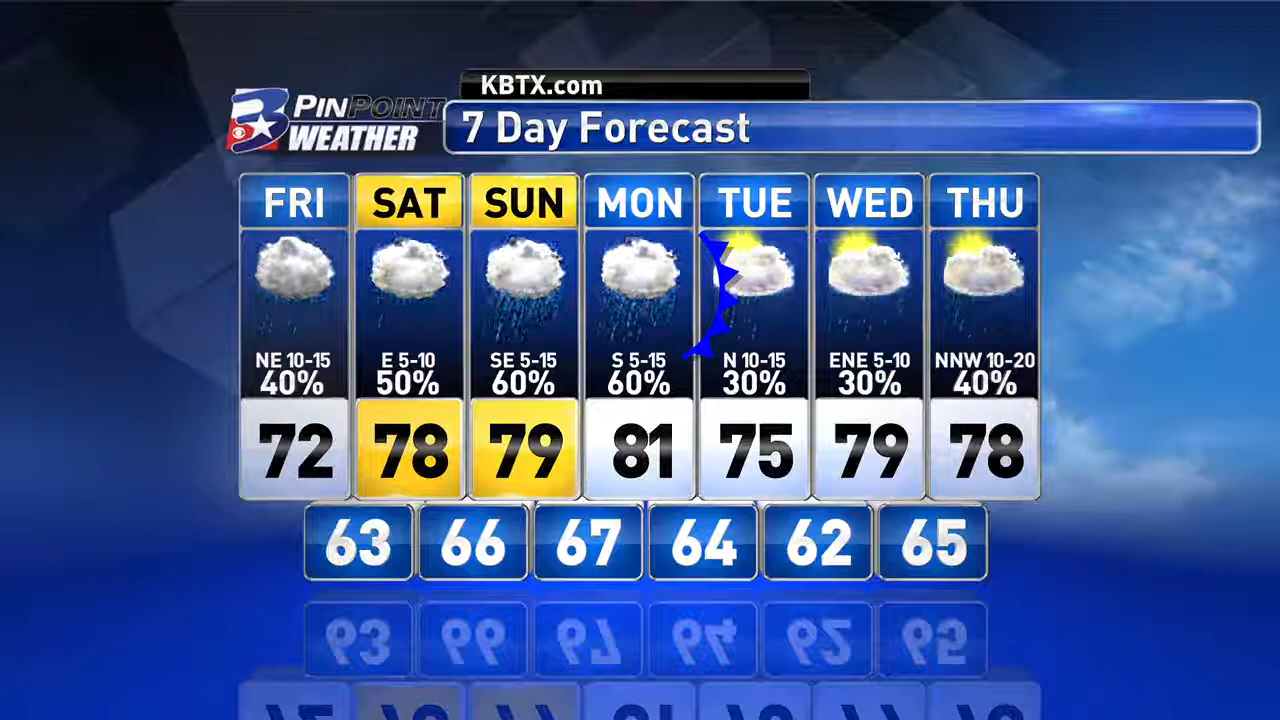 KBTX.com
3 PINPOINT
WEATHER
7 Day Forecast
FRI SAT SUN MON TUE WED THU
NE 10-15 E 5-10 SE 5-15 S 5-15 N 10-15 ENE 5-10 NNW 10-20
40% 50% 60% 60% 30% 30% 40%
72 78 79 81 75 79 78
63 66 67 64 62 65